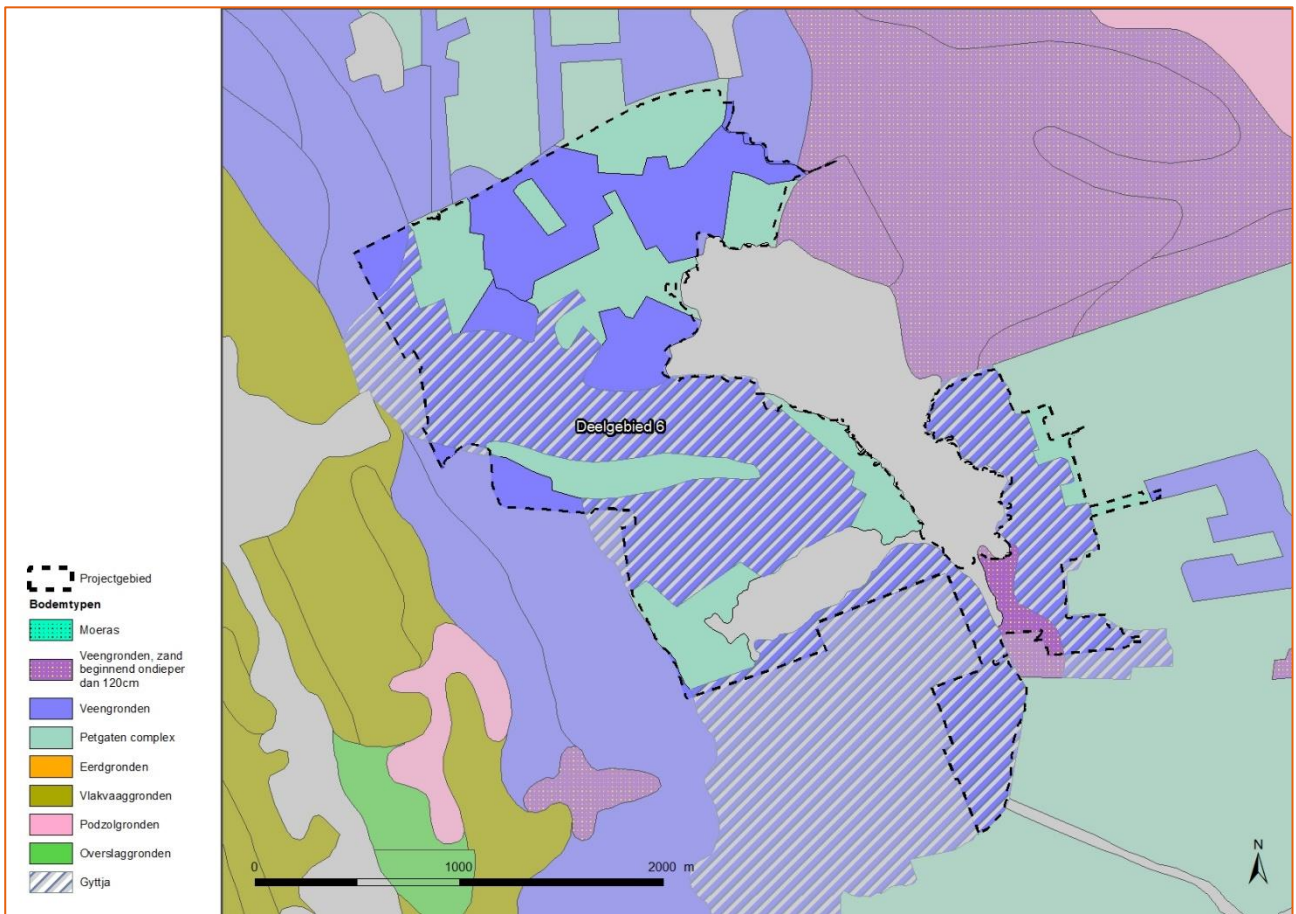 Deelgebied 6
Projectgebied
Bodemtypen
Moeras
Veengronden, zand
beginnend ondieper
dan 120cm
Veengronden
Petgaten complex
Eerdgronden
Vlakvaaggronden
Podzolgronden
Overslaggronden
Gyttja
0 1000 2000 m
N